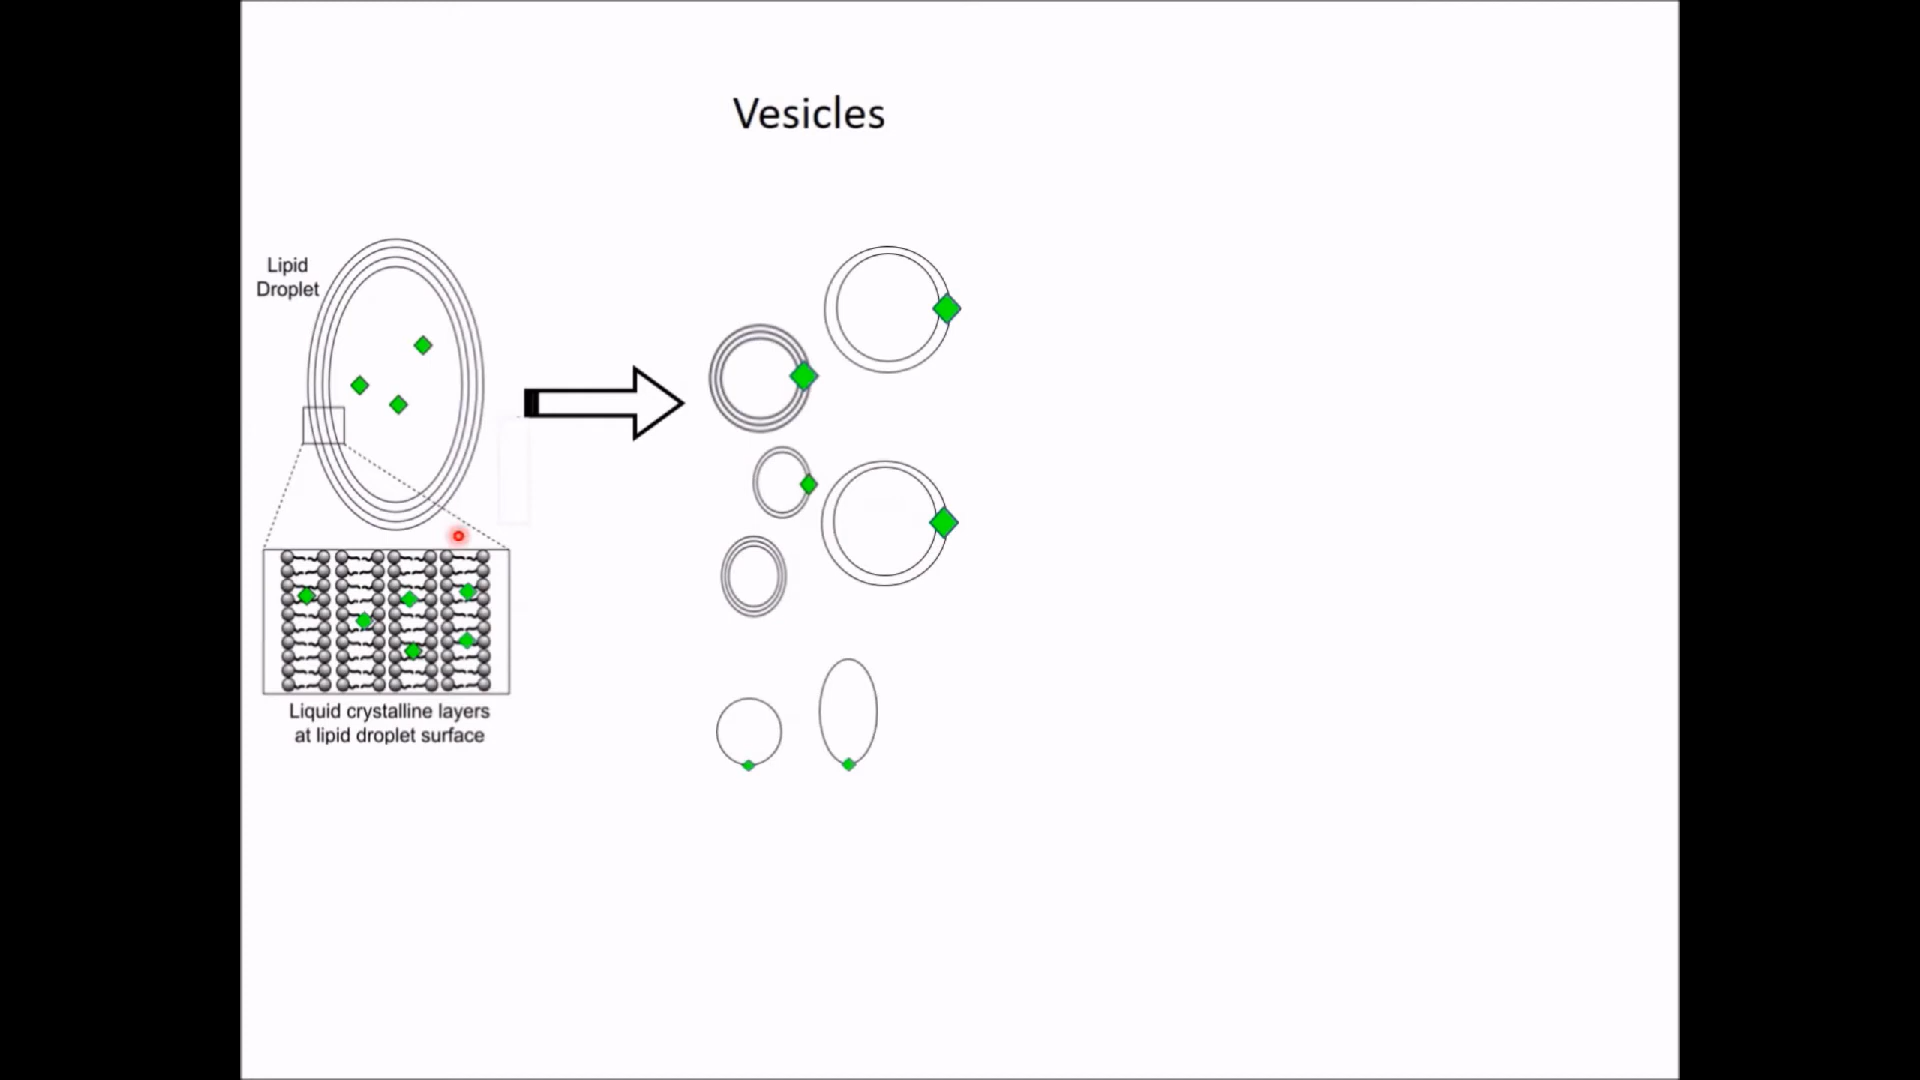 Vesicles
Lipid
Droplet
Liquid crystalline layers
at lipid droplet surface